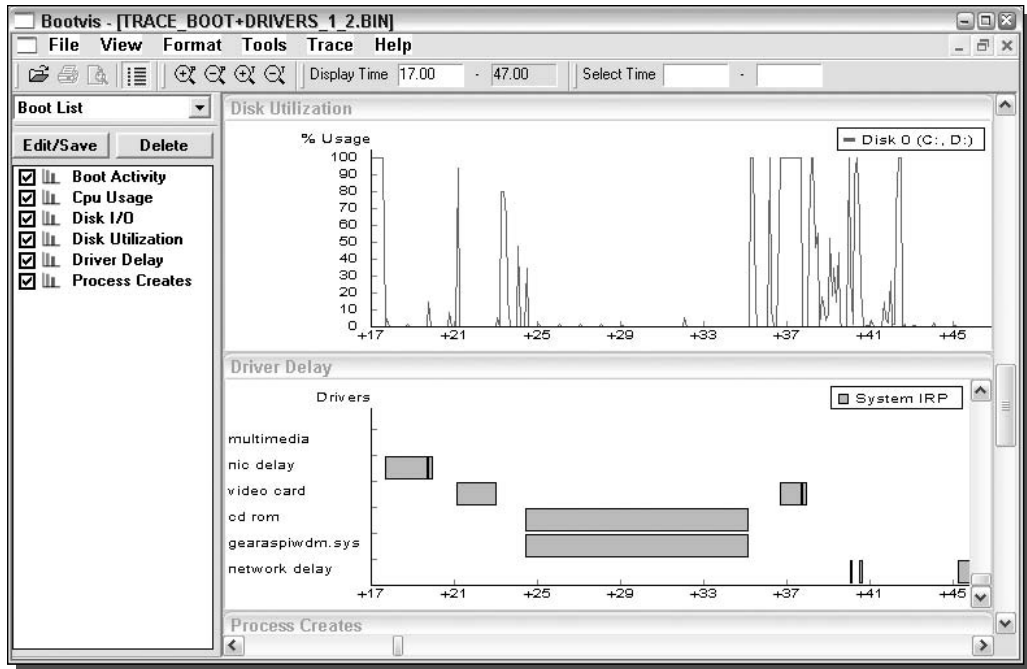 Bootvis - [TRACE_BOOT+DRIVERS_1_2.BIN]
File View Format Tools Trace Help
Display Time 17.00 - 47.00 Select Time -
Boot List
Edit/Save Delete
Boot Activity
Cpu Usage
Disk I/O
Disk Utilization
Driver Delay
Process Creates
Disk Utilization
% Usage
Disk 0 (C:, D:)
100
90
80
70
60
50
40
30
20
10
0
+17 +21 +25 +29 +33 +37 +41 +45
Driver Delay
Drivers
System IRP
multimedia
nic delay
video card
cd rom
gearaspiwdm.sys
network delay
+17 +21 +25 +29 +33 +37 +41 +45
Process Creates